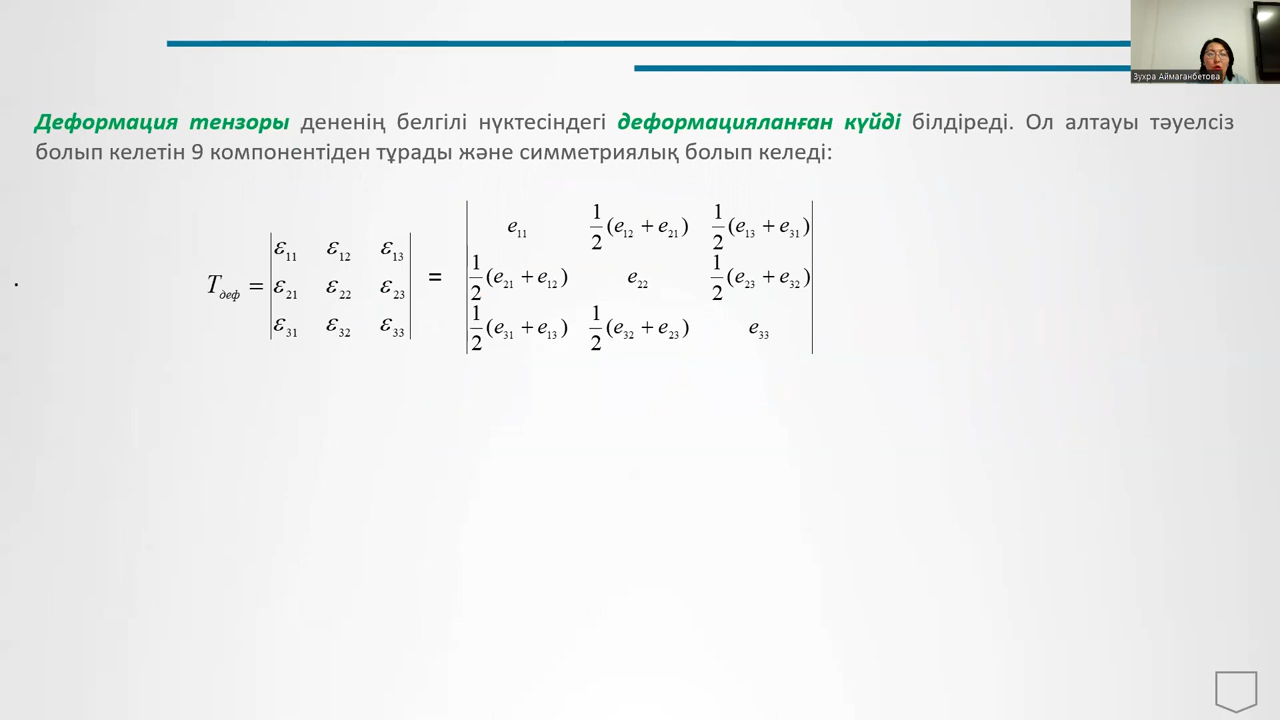 Зухра Аймаганбетова
Деформация тензоры дененің белгілі нүктесіндегі деформацияланған күйді білдіреді. Ол алтауы тәуелсіз
болып келетін 9 компонентіден тұрады және симметриялық болып келеді:
e₁₁ 1/2(e₁₂ + e₂₁) 1/2(e₁₃ + e₃₁)
ε₁₁ ε₁₂ ε₁₃
. T_деф = ε₂₁ ε₂₂ ε₂₃ = 1/2(e₂₁ + e₁₂) e₂₂ 1/2(e₂₃ + e₃₂)
ε₃₁ ε₃₂ ε₃₃
1/2(e₃₁ + e₁₃) 1/2(e₃₂ + e₂₃) e₃₃